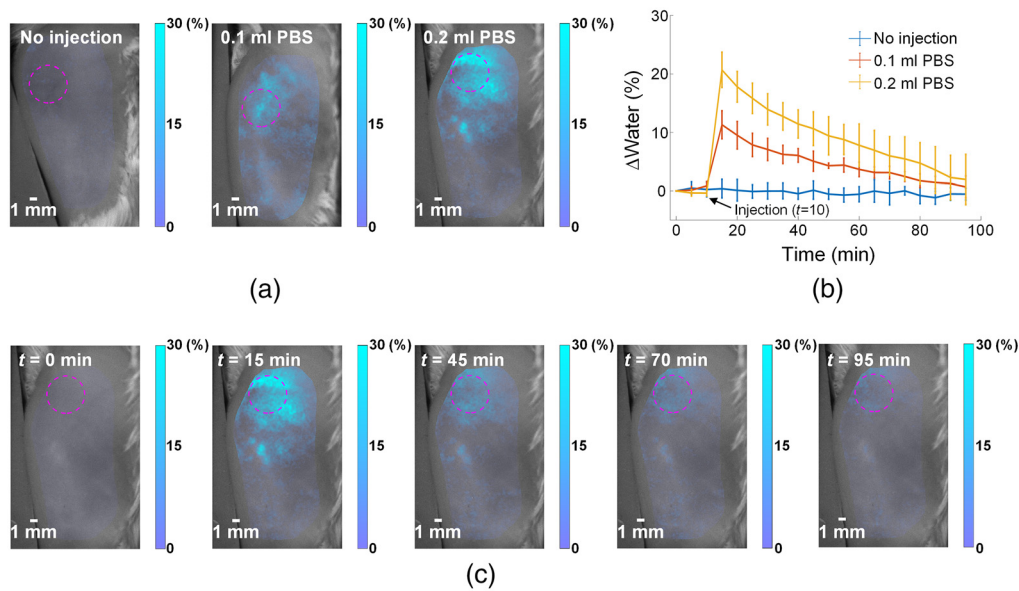 No injection
30 (%)
15
0
1 mm
0.1 ml PBS
30 (%)
15
0
1 mm
0.2 ml PBS
30 (%)
15
0
1 mm
(a)
30
20
10
0
ΔWater (%)
No injection
0.1 ml PBS
0.2 ml PBS
Injection (t=10)
0 20 40 60 80 100
Time (min)
(b)
t = 0 min
30 (%)
15
0
1 mm
t = 15 min
30 (%)
15
0
1 mm
t = 45 min
30 (%)
15
0
1 mm
t = 70 min
30 (%)
15
0
1 mm
t = 95 min
30 (%)
15
0
1 mm
(c)